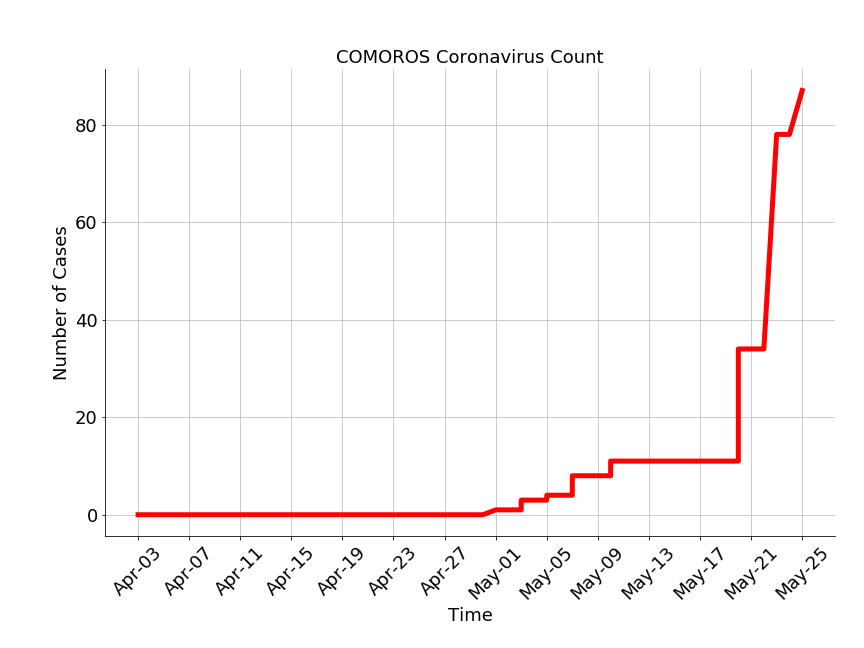 COMOROS Coronavirus Count
Number of Cases
80
60
40
20
0
Apr-03
Apr-07
Apr-11
Apr-15
Apr-19
Apr-23
Apr-27
May-01
May-05
May-09
May-13
May-17
May-21
May-25
Time